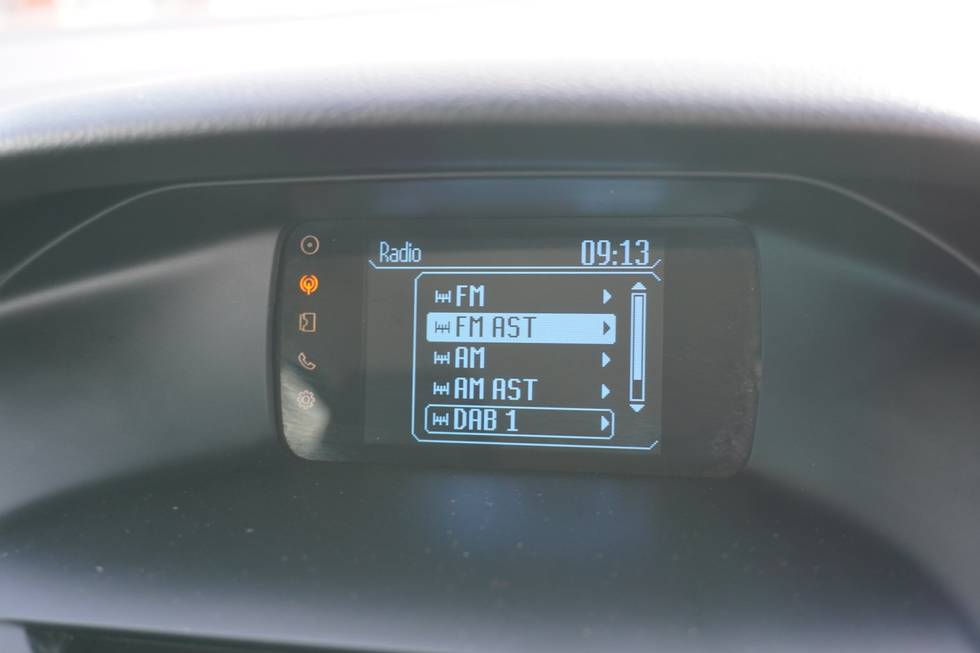 Radio 09:13
FM
FM AST
AM
AM AST
DAB 1